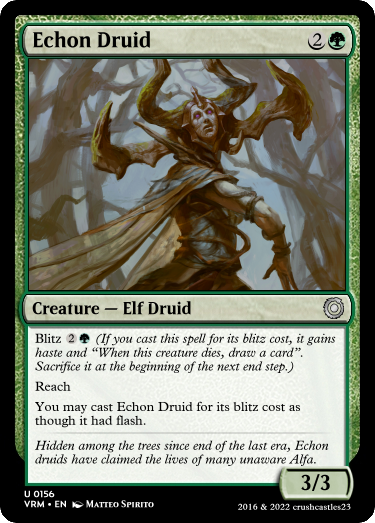 Echon Druid 2
Creature — Elf Druid
Blitz 2 (If you cast this spell for its blitz cost, it gains
haste and “When this creature dies, draw a card”.
Sacrifice it at the beginning of the next end step.)
Reach
You may cast Echon Druid for its blitz cost as
though it had flash.
Hidden among the trees since end of the last era, Echon
druids have claimed the lives of many unaware Alfa.
3/3
U 0156
VRM • EN Matteo Spirito
2016 & 2022 crushcastles23